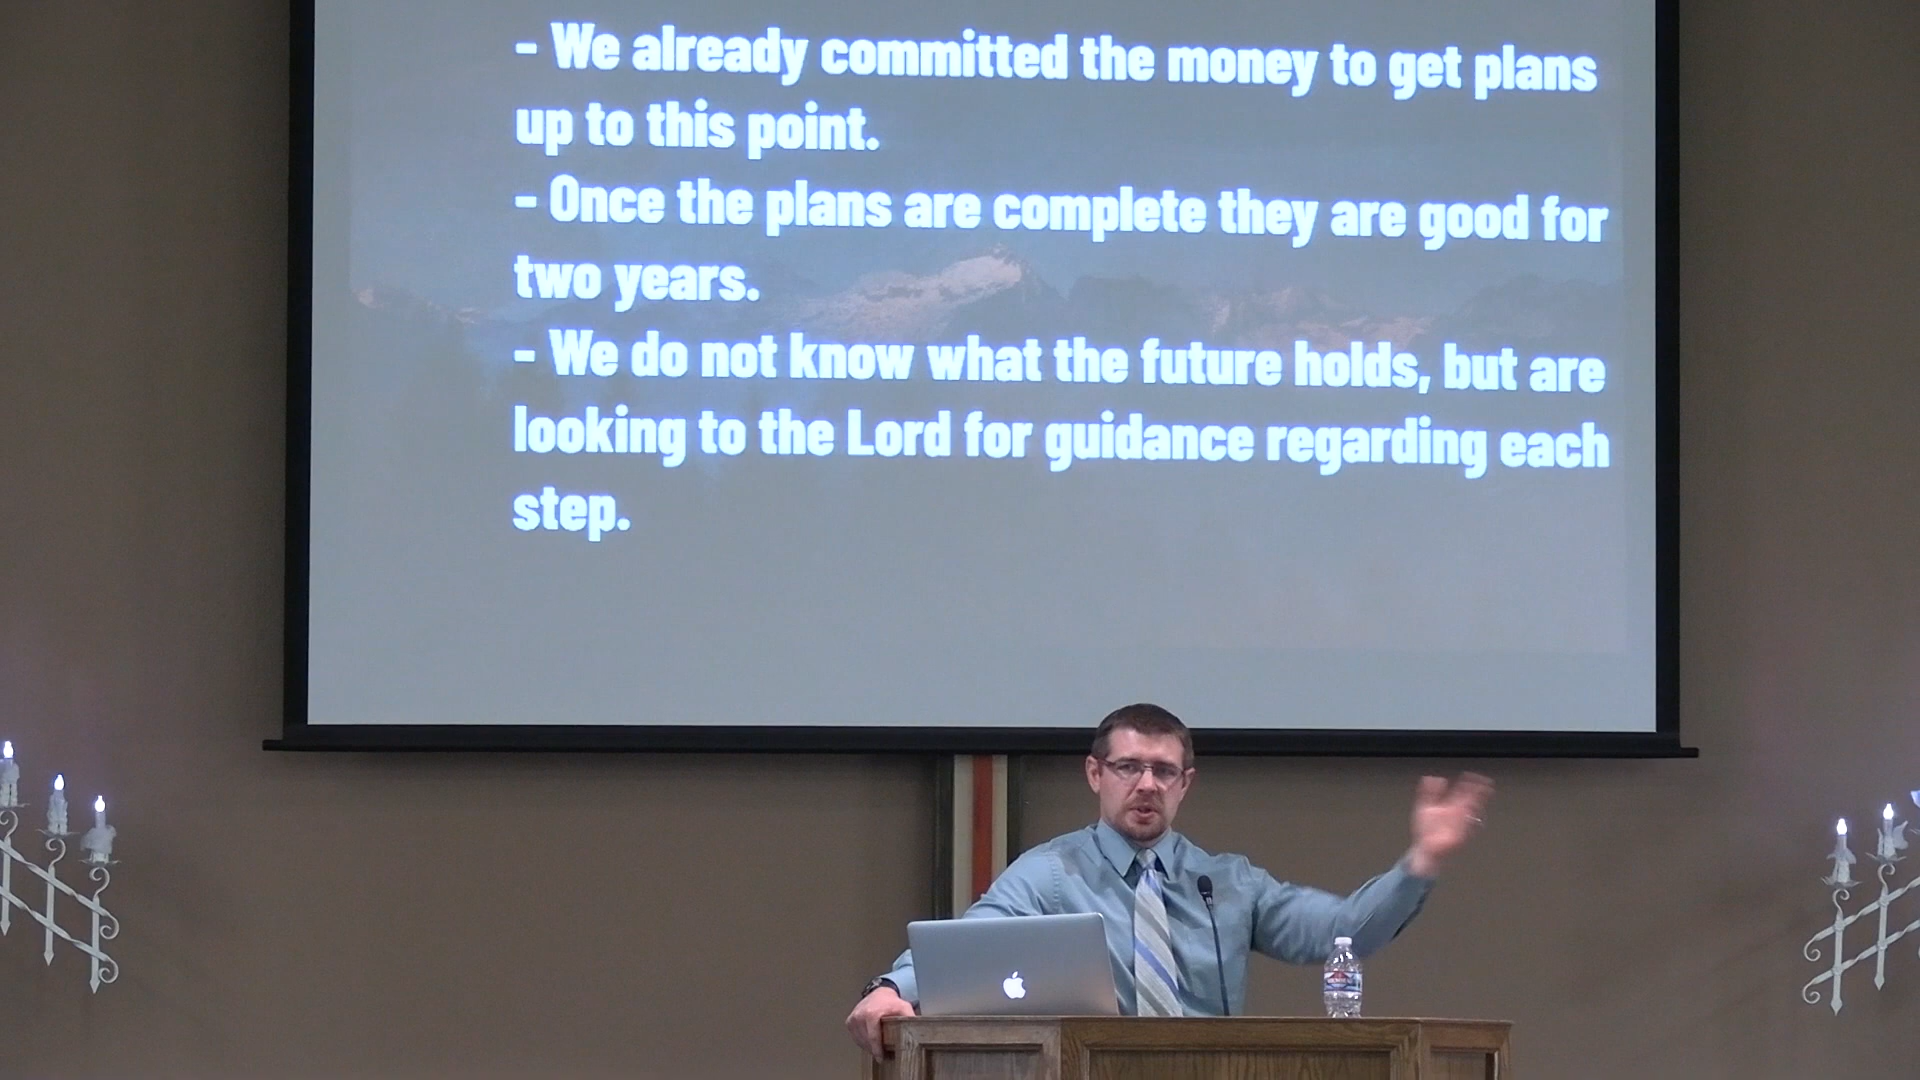 - We already committed the money to get plans
up to this point.
- Once the plans are complete they are good for
two years.
- We do not know what the future holds, but are
looking to the Lord for guidance regarding each
step.